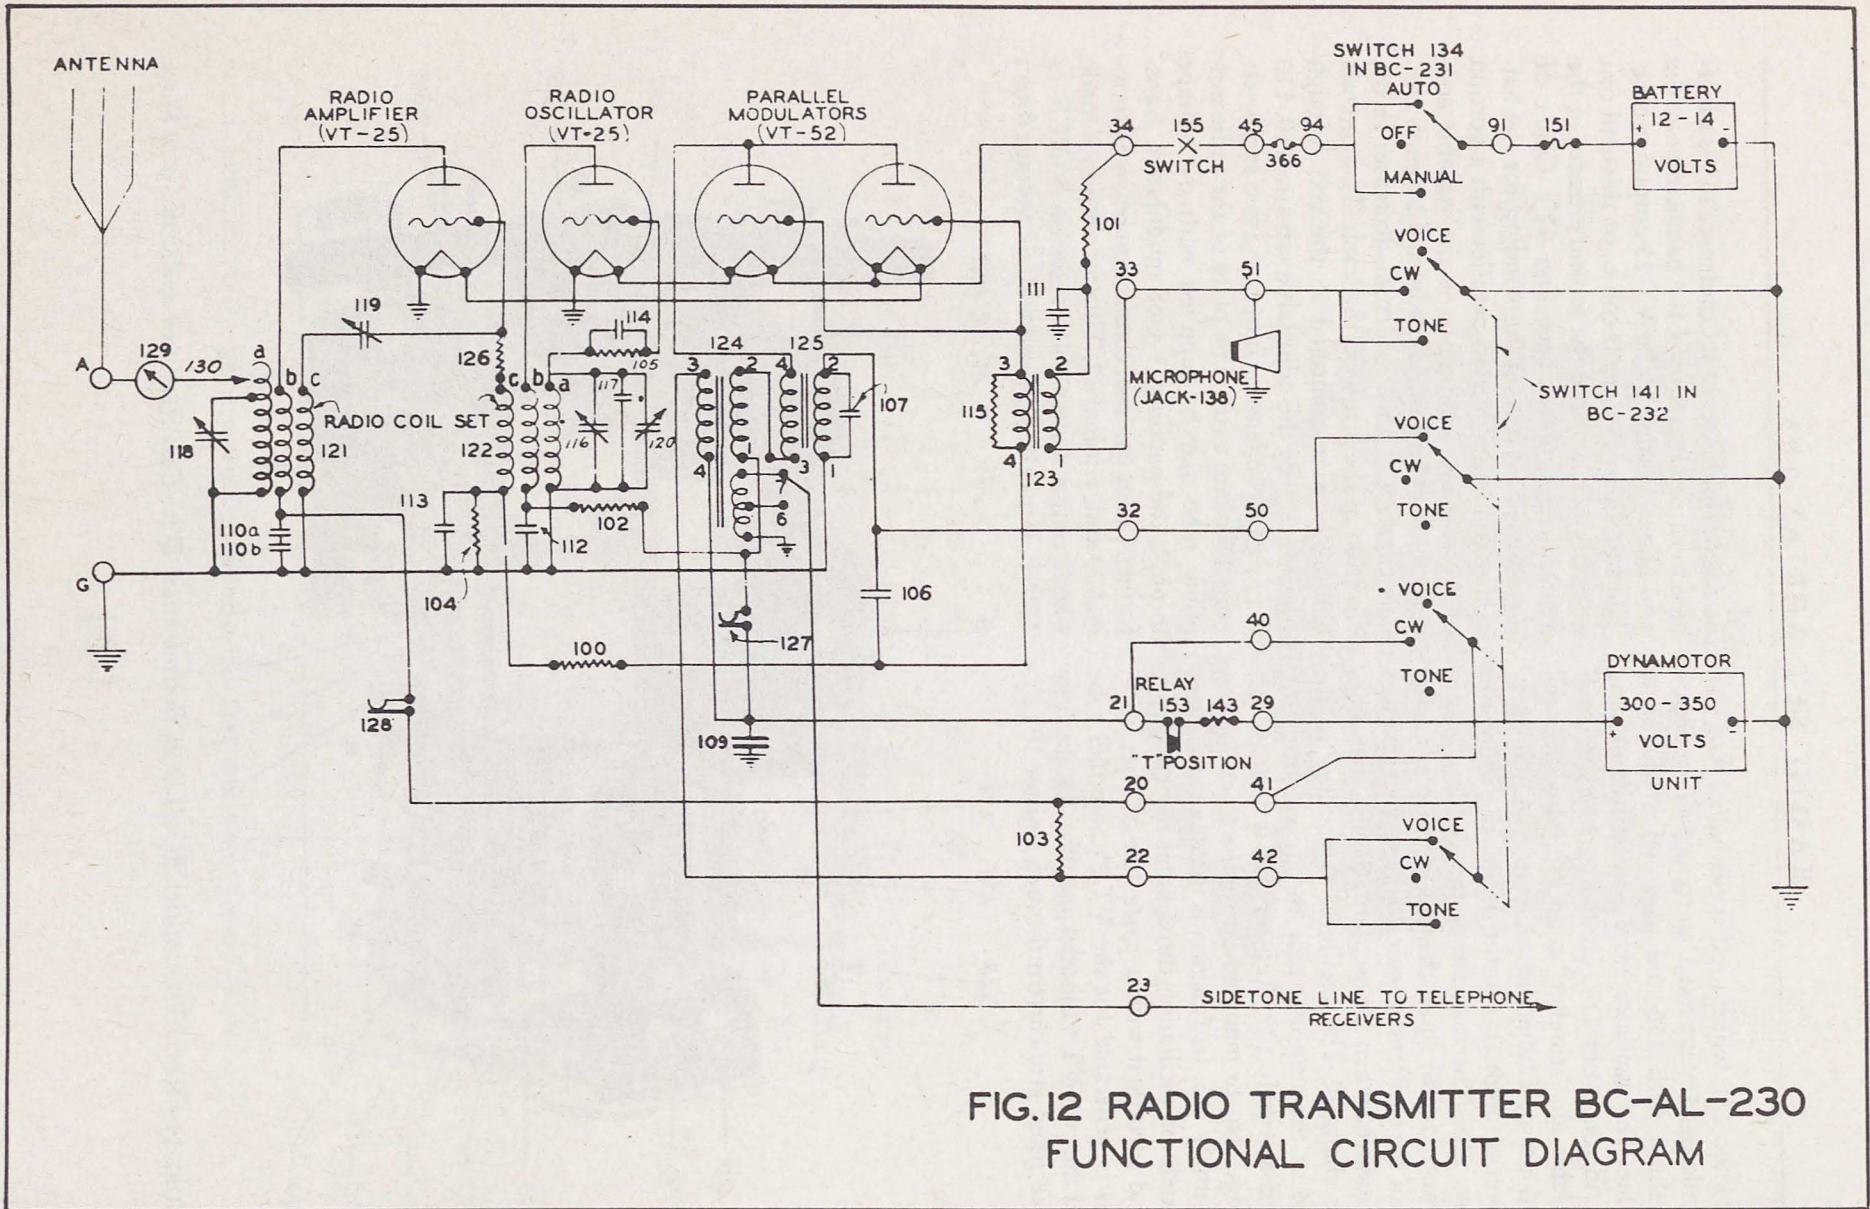 ANTENNA
RADIO
AMPLIFIER
(VT-25)
RADIO
OSCILLATOR
(VT-25)
PARALLEL
MODULATORS
(VT-52)
SWITCH 134
IN BC-231
AUTO
OFF
MANUAL
34
155
SWITCH
45
366
94
91
151
BATTERY
12-14
+
-
VOLTS
101
VOICE
CW
TONE
33
51
111
MICROPHONE
(JACK-138)
SWITCH 141 IN
BC-232
119
114
105
126
124
125
A
129
130
a
b
c
c
b
a
117
118
RADIO COIL SET
121
122
116
120
3
2
4
2
107
115
3
2
4
1
3
1
4
1
123
7
6
113
110a
110b
102
112
104
G
106
32
50
VOICE
CW
TONE
100
127
VOICE
CW
TONE
40
RELAY
21
153
143
29
"T" POSITION
DYNAMOTOR
300-350
+
-
VOLTS
UNIT
128
109
20
41
103
22
42
VOICE
CW
TONE
23
SIDETONE LINE TO TELEPHONE
RECEIVERS
FIG.12 RADIO TRANSMITTER BC-AL-230
FUNCTIONAL CIRCUIT DIAGRAM